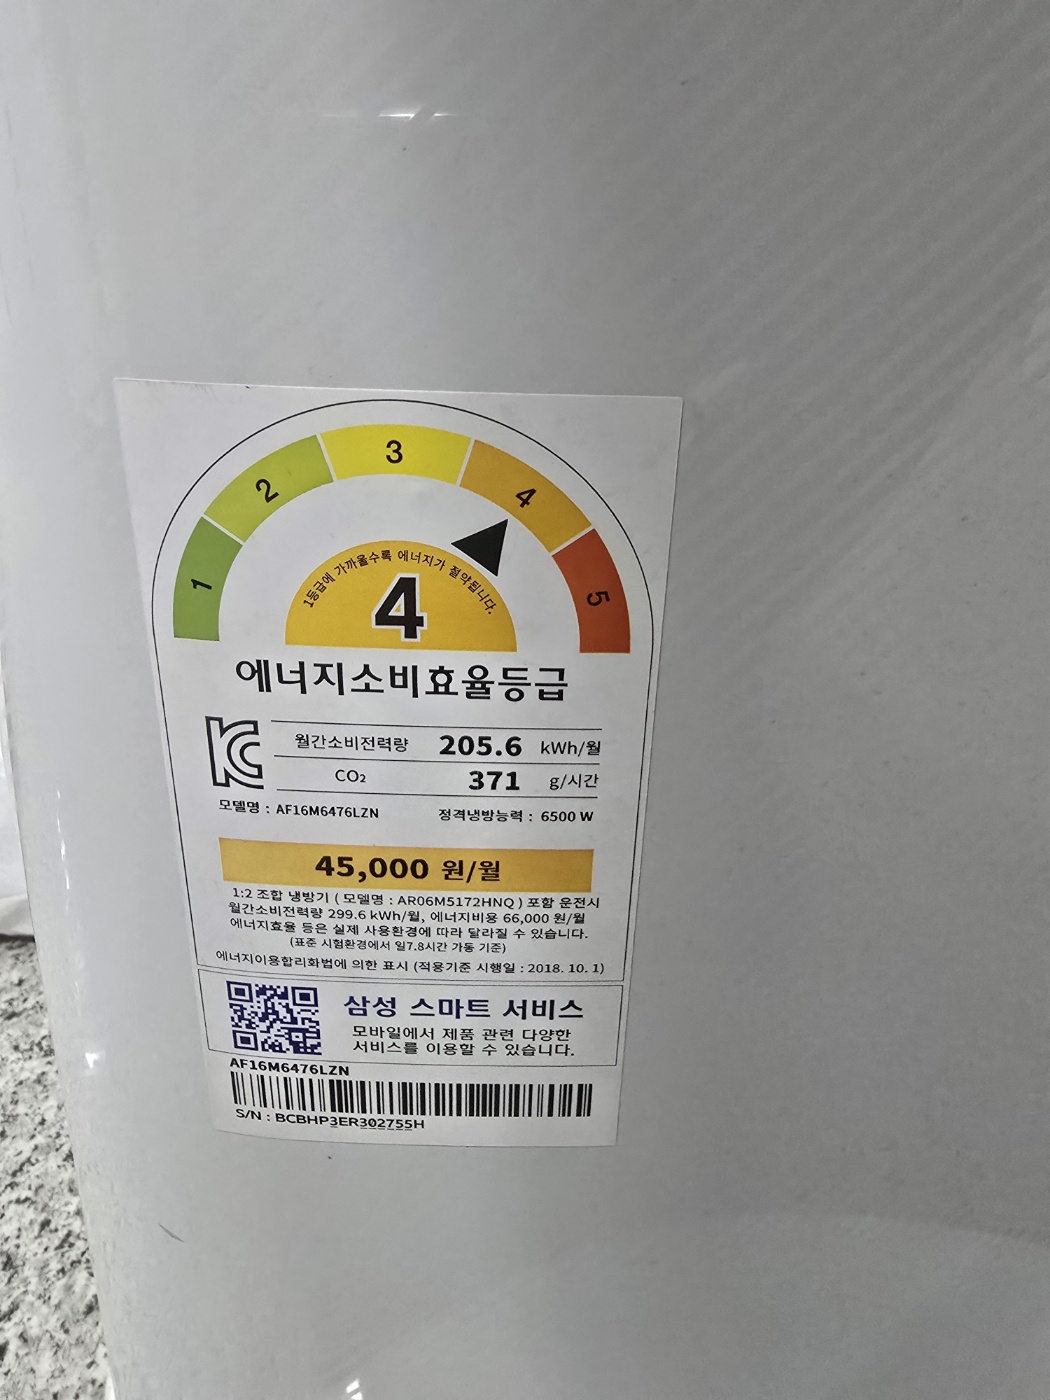 1
2
3
4
5
1등급에 가까울수록 에너지가 절약됩니다.
4
에너지소비효율등급
월간소비전력량 205.6 kWh/월
CO₂ 371 g/시간
모델명 : AF16M6476LZN 정격냉방능력 : 6500 W
45,000 원/월
1:2 조합 냉방기 ( 모델명 : AR06M5172HNQ ) 포함 운전시
월간소비전력량 299.6 kWh/월, 에너지비용 66,000 원/월
에너지효율 등은 실제 사용환경에 따라 달라질 수 있습니다.
(표준 시험환경에서 일7.8시간 가동 기준)
에너지이용합리화법에 의한 표시 (적용기준 시행일 : 2018. 10. 1)
삼성 스마트 서비스
모바일에서 제품 관련 다양한
서비스를 이용할 수 있습니다.
AF16M6476LZN
S/N : BCBHP3ER302755H